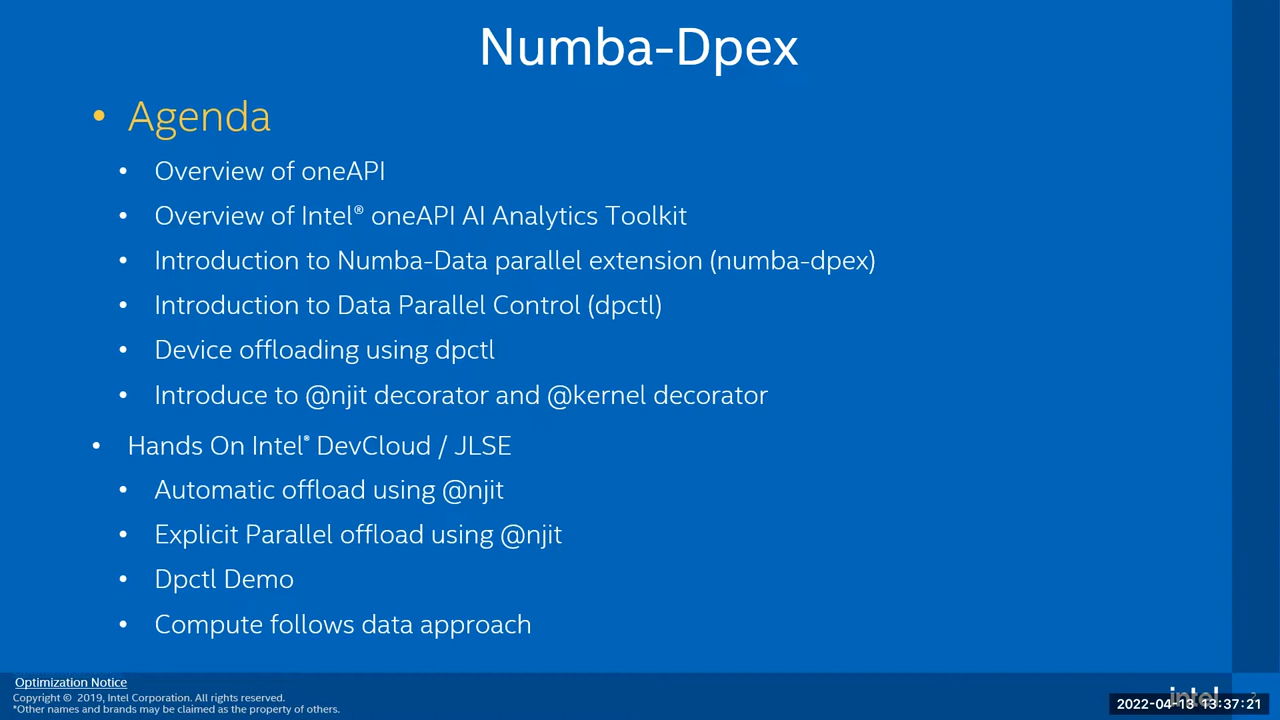 Numba-Dpex
• Agenda
• Overview of oneAPI
• Overview of Intel® oneAPI AI Analytics Toolkit
• Introduction to Numba-Data parallel extension (numba-dpex)
• Introduction to Data Parallel Control (dpctl)
• Device offloading using dpctl
• Introduce to @njit decorator and @kernel decorator
• Hands On Intel® DevCloud / JLSE
• Automatic offload using @njit
• Explicit Parallel offload using @njit
• Dpctl Demo
• Compute follows data approach
Optimization Notice
Copyright © 2019, Intel Corporation. All rights reserved.
*Other names and brands may be claimed as the property of others.
intel
2
2022-04-13 13:37:21